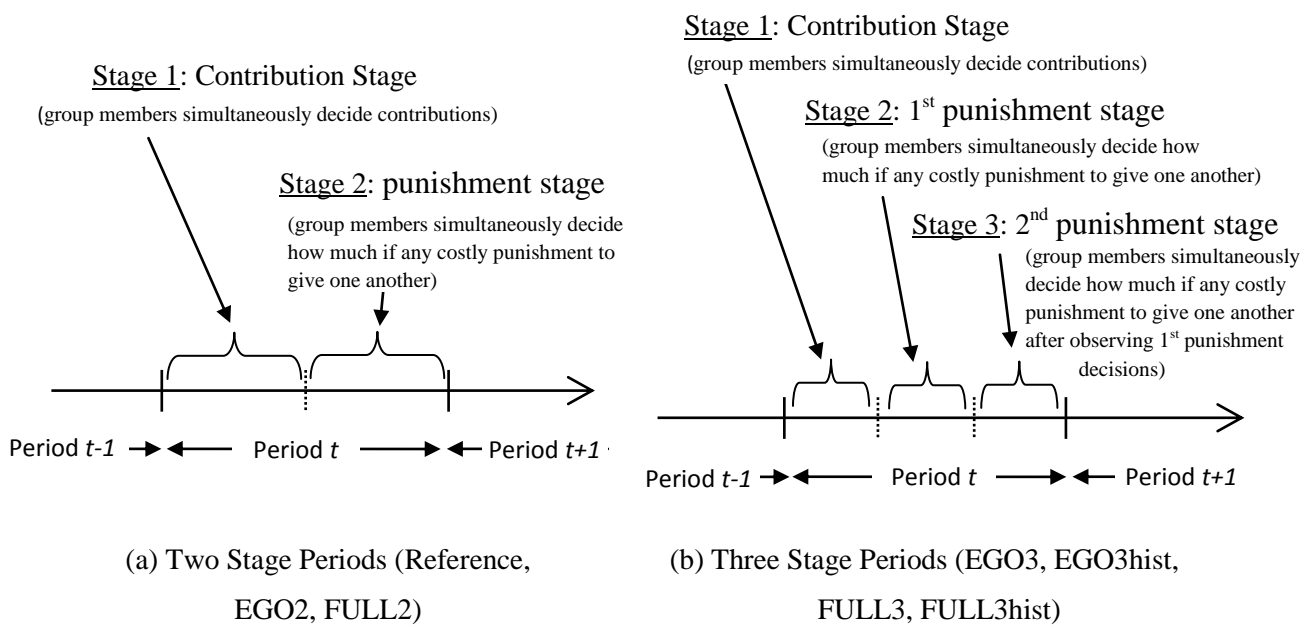 Stage 1: Contribution Stage
(group members simultaneously decide contributions)
Stage 2: punishment stage
(group members simultaneously decide
how much if any costly punishment to
give one another)
Period t-1
Period t
Period t+1
(a) Two Stage Periods (Reference,
EGO2, FULL2)
Stage 1: Contribution Stage
(group members simultaneously decide contributions)
Stage 2: 1st punishment stage
(group members simultaneously decide how
much if any costly punishment to give one another)
Stage 3: 2nd punishment stage
(group members simultaneously
decide how much if any costly
punishment to give one another
after observing 1st punishment
decisions)
Period t-1
Period t
Period t+1
(b) Three Stage Periods (EGO3, EGO3hist,
FULL3, FULL3hist)